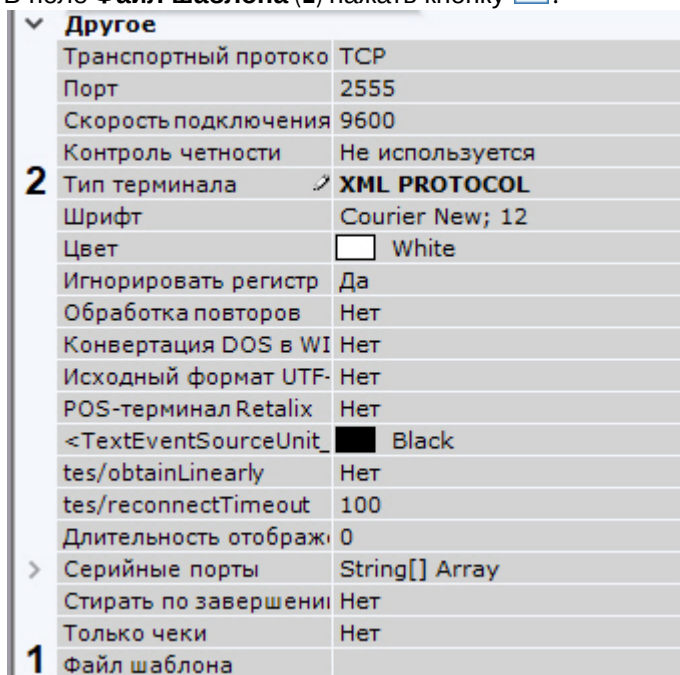 В поле Файл шаблона (1) нажать кнопку
Другое
Транспортный протоко TCP
Порт 2555
Скорость подключения 9600
Контроль четности Не используется
2 Тип терминала XML PROTOCOL
Шрифт Courier New; 12
Цвет White
Игнорировать регистр Да
Обработка повторов Нет
Конвертация DOS в WI Нет
Исходный формат UTF- Нет
POS-терминал Retalix Нет
<TextEventSourceUnit_ Black
tes/obtainLinearly Нет
tes/reconnectTimeout 100
Длительность отображ 0
Серийные порты String[] Array
Стирать по завершени Нет
Только чеки Нет
1 Файл шаблона